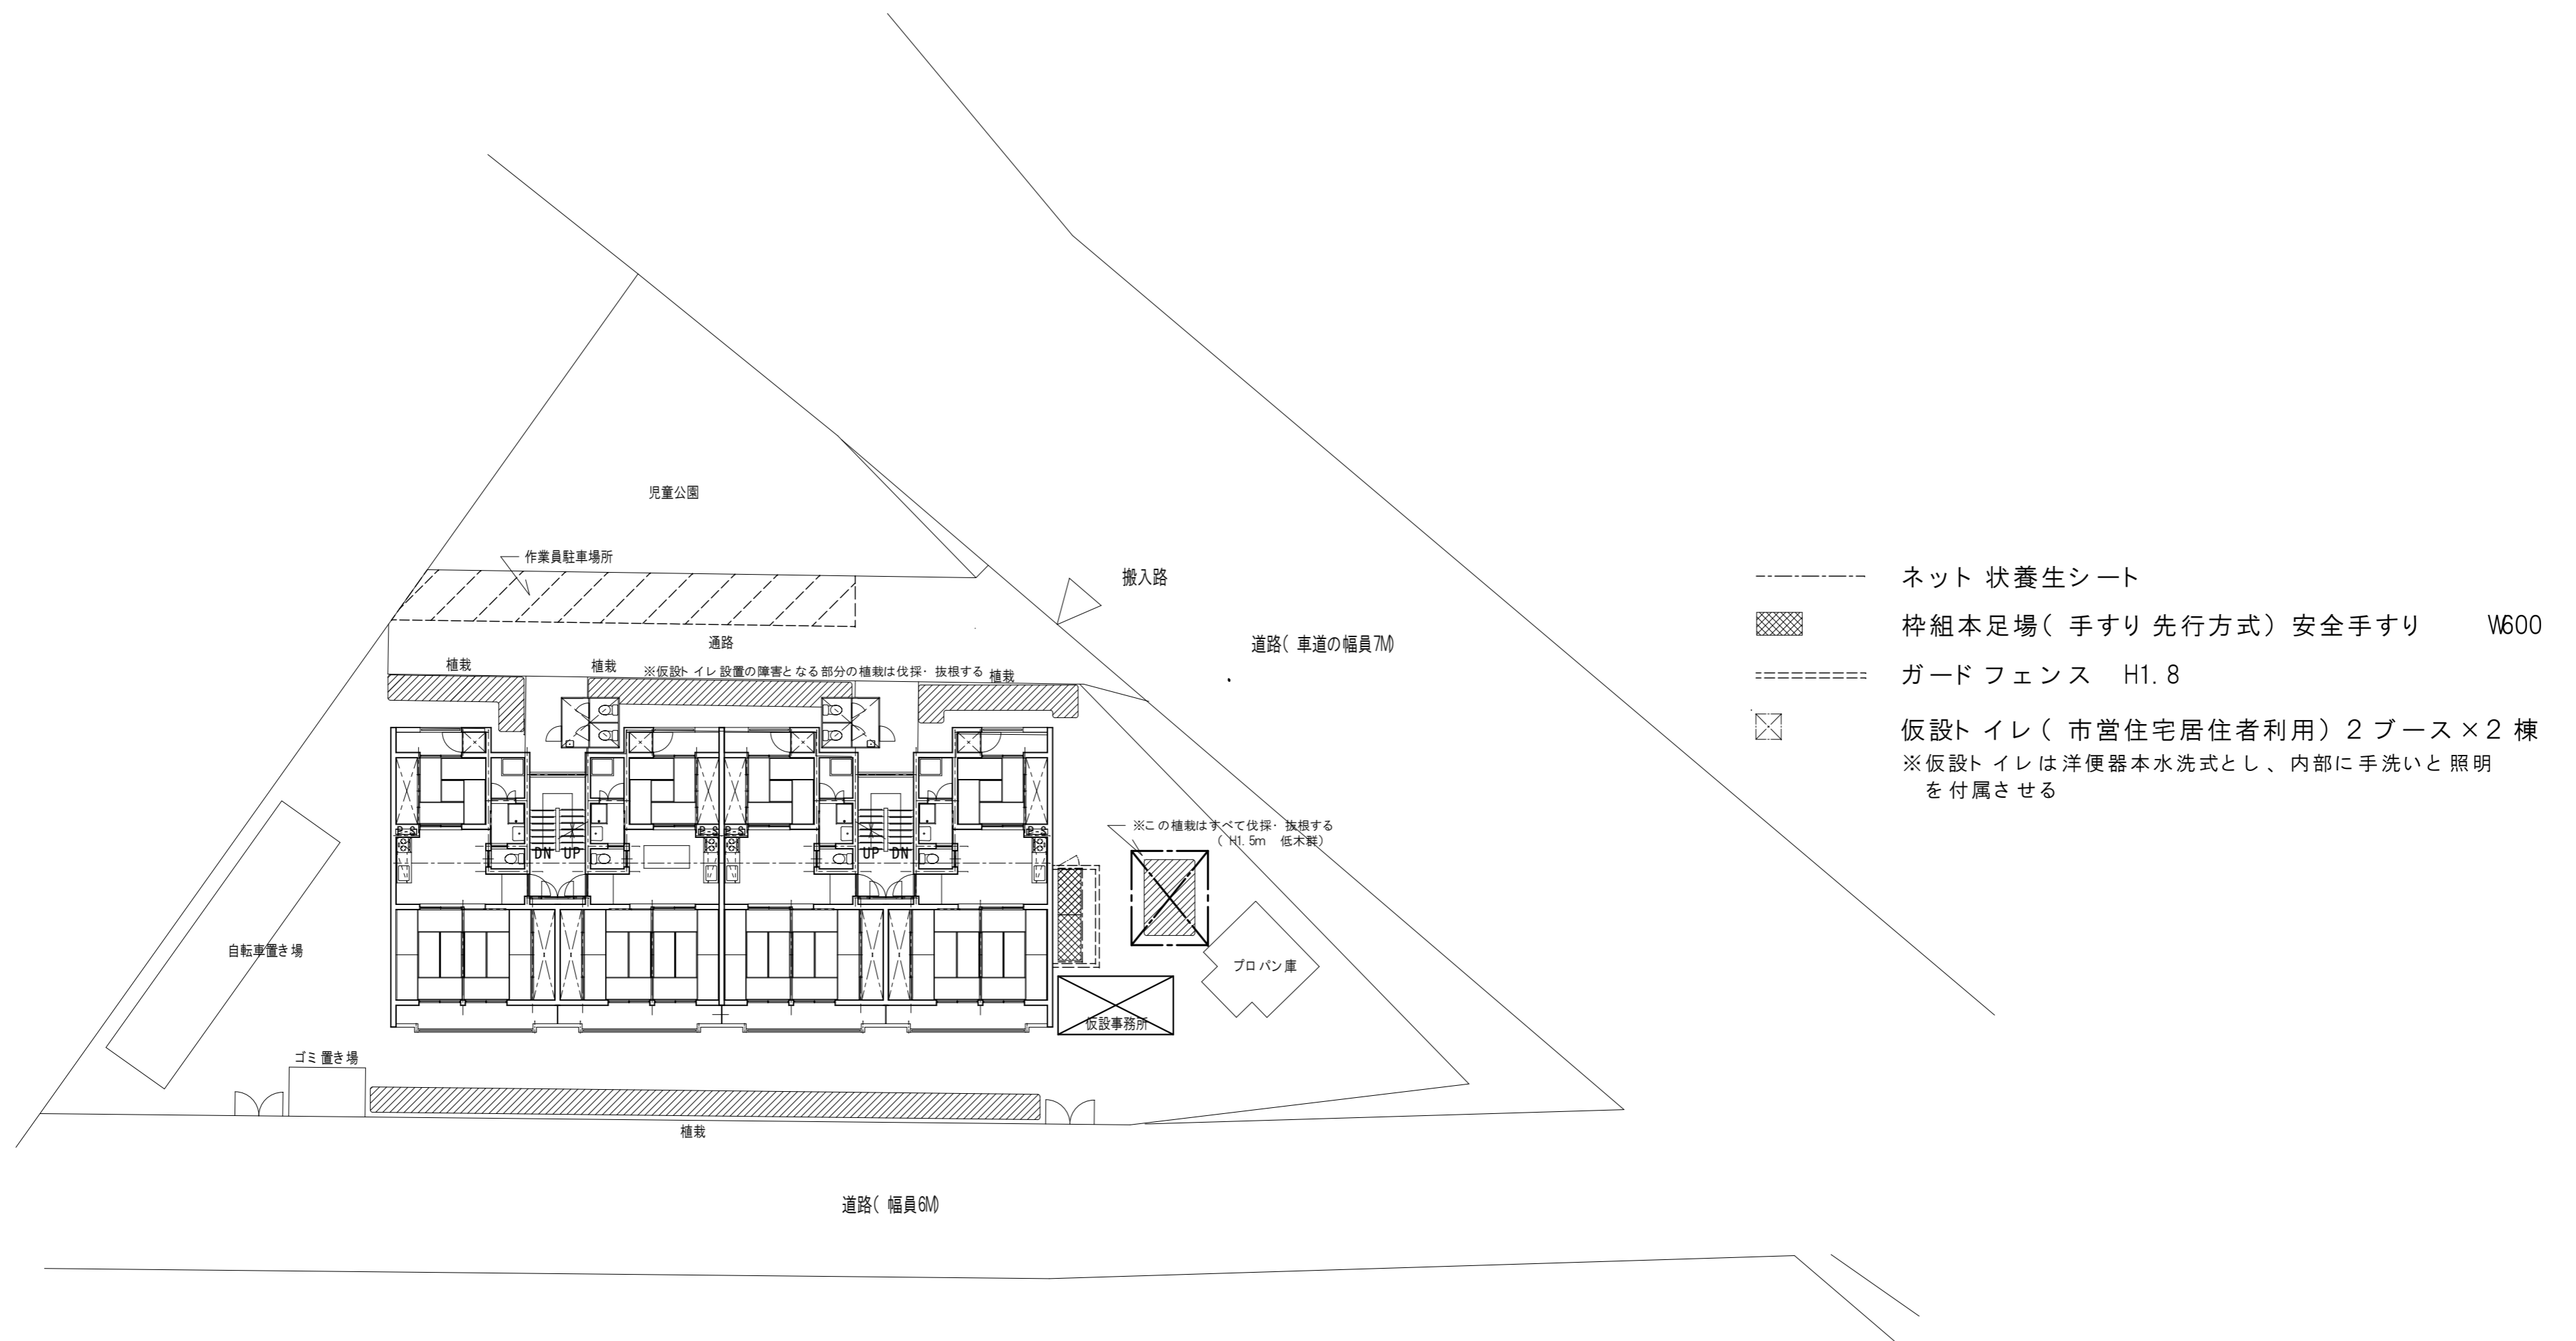 児童公園
作業員駐車場所
搬入路
通路
道路(車道の幅員7M)
植栽
植栽
※仮設トイレ設置の障害となる部分の植栽は伐採・抜根する
植栽
※この植栽はすべて伐採・抜根する
(H1.5m 低木群)
DN UP
UP DN
自転車置き場
プロパン庫
仮設事務所
ゴミ置き場
植栽
道路(幅員6M)
ネット状養生シート
枠組本足場(手すり先行方式)安全手すり W600
ガードフェンス H1.8
仮設トイレ(市営住宅居住者利用)2ブース×2棟
※仮設トイレは洋便器本水洗式とし、内部に手洗いと照明
を付属させる